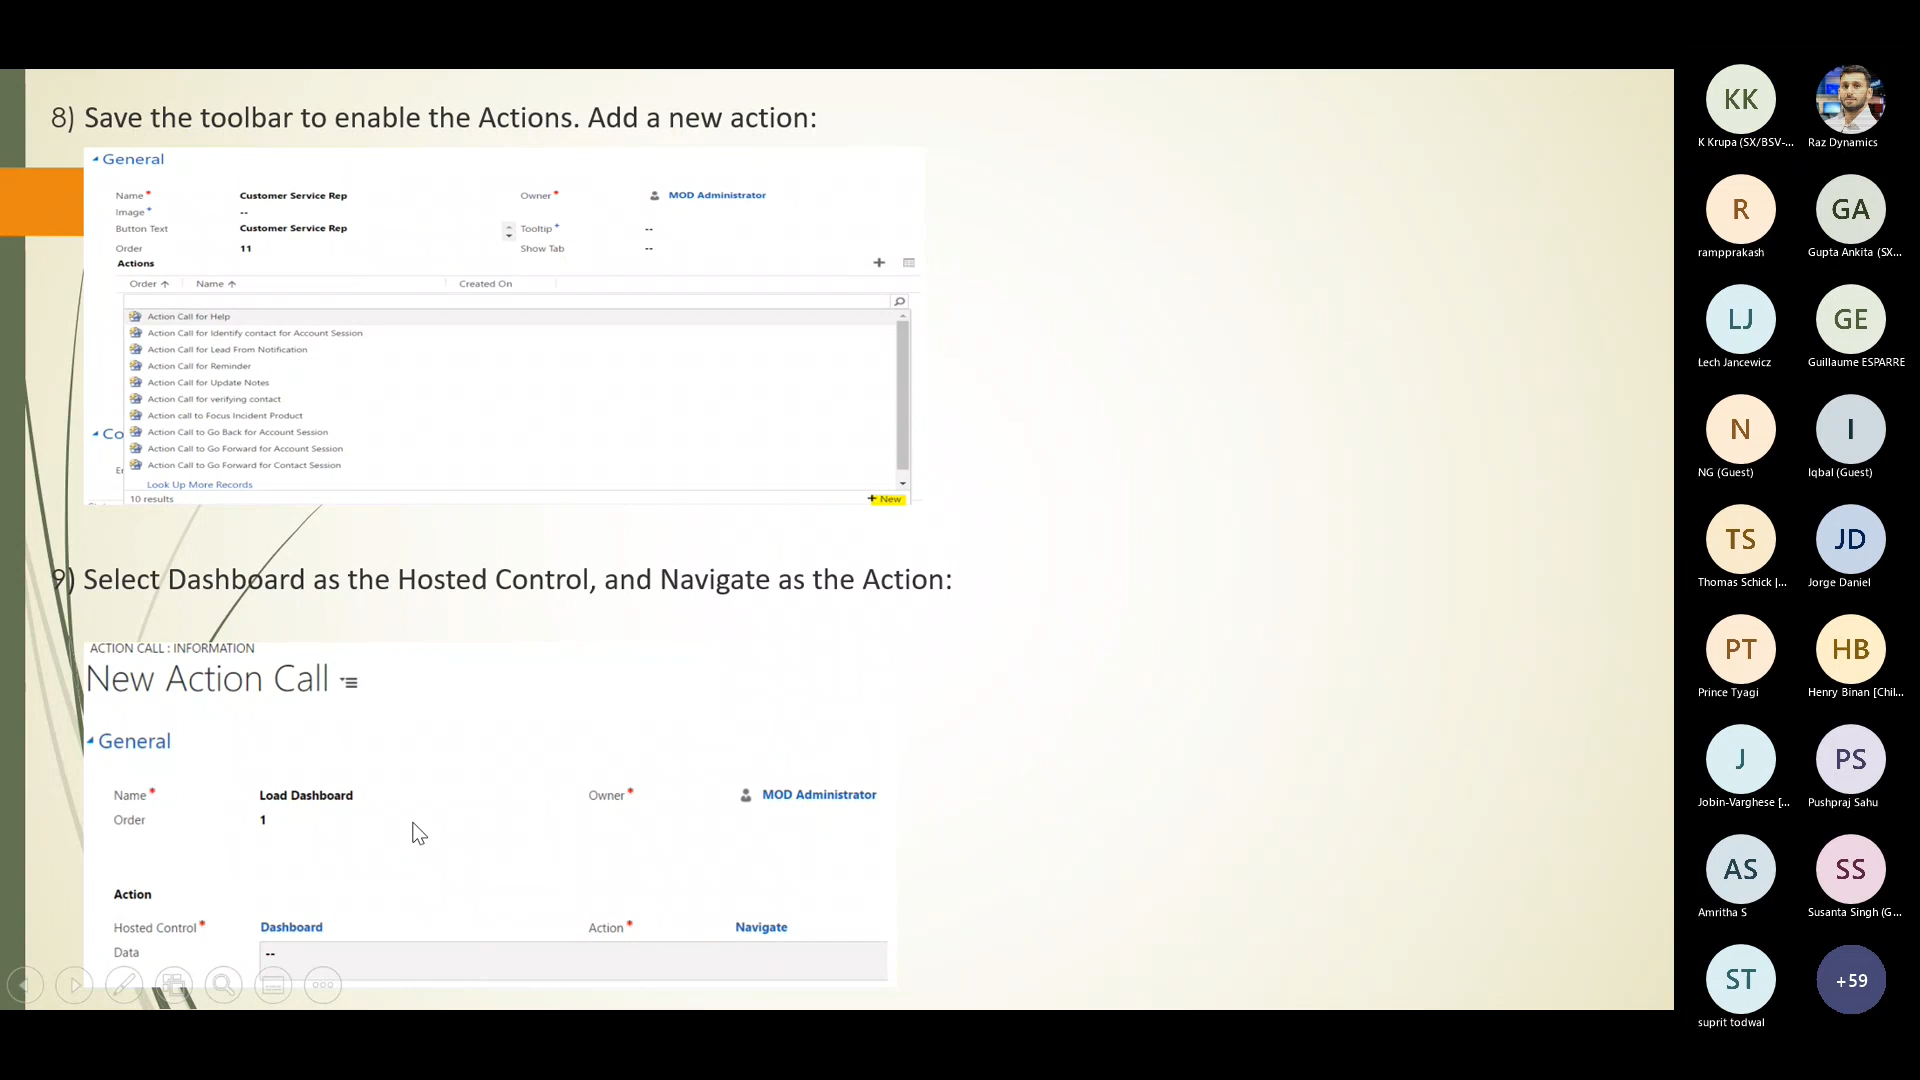 8) Save the toolbar to enable the Actions. Add a new action:
General
Name * Customer Service Rep Owner * MOD Administrator
Image * --
Button Text Customer Service Rep Tooltip * --
Order 11 Show Tab --
Actions
Order Name Created On
Action Call for Help
Action Call for Identify contact for Account Session
Action Call for Lead From Notification
Action Call for Reminder
Action Call for Update Notes
Action Call for verifying contact
Action call to Focus Incident Product
Co Action Call to Go Back for Account Session
Action Call to Go Forward for Account Session
Action Call to Go Forward for Contact Session
Look Up More Records
10 results + New
9) Select Dashboard as the Hosted Control, and Navigate as the Action:
ACTION CALL : INFORMATION
New Action Call
General
Name * Load Dashboard Owner * MOD Administrator
Order 1
Action
Hosted Control * Dashboard Action * Navigate
Data --
KK
K Krupa (SX/BSV-... Raz Dynamics
R GA
rampprakash Gupta Ankita (SX...
LJ GE
Lech Jancewicz Guillaume ESPARRE
N I
NG (Guest) Iqbal (Guest)
TS JD
Thomas Schick |... Jorge Daniel
PT HB
Prince Tyagi Henry Binan [Chil...
J PS
Jobin-Varghese [... Pushpraj Sahu
AS SS
Amritha S Susanta Singh (G...
ST +59
suprit todwal